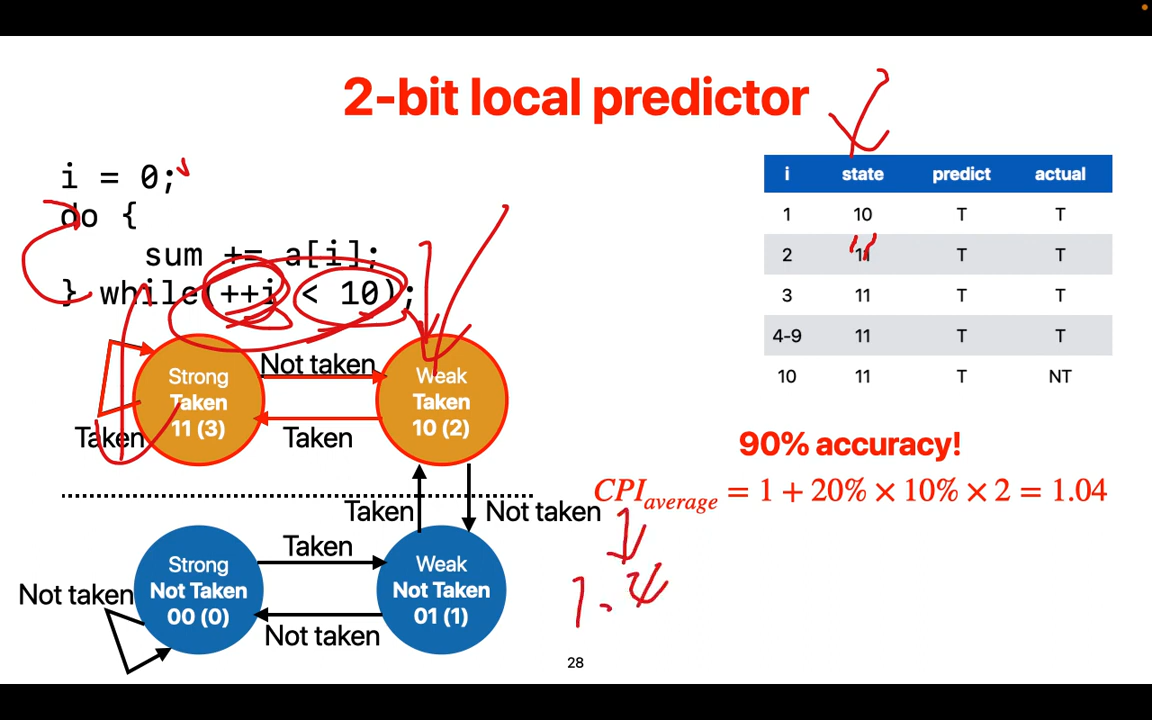 2-bit local predictor
i = 0;
do {
sum += a[i];
} while(++i < 10);
i state predict actual
1 10 T T
2 11 T T
3 11 T T
4-9 11 T T
10 11 T NT
90% accuracy!
CPIaverage = 1 + 20% × 10% × 2 = 1.04
1.4
Strong
Taken
11 (3)
Not taken
Weak
Taken
10 (2)
Taken
Taken
Taken
Not taken
Strong
Not Taken
00 (0)
Taken
Weak
Not Taken
01 (1)
Not taken
Not taken
28